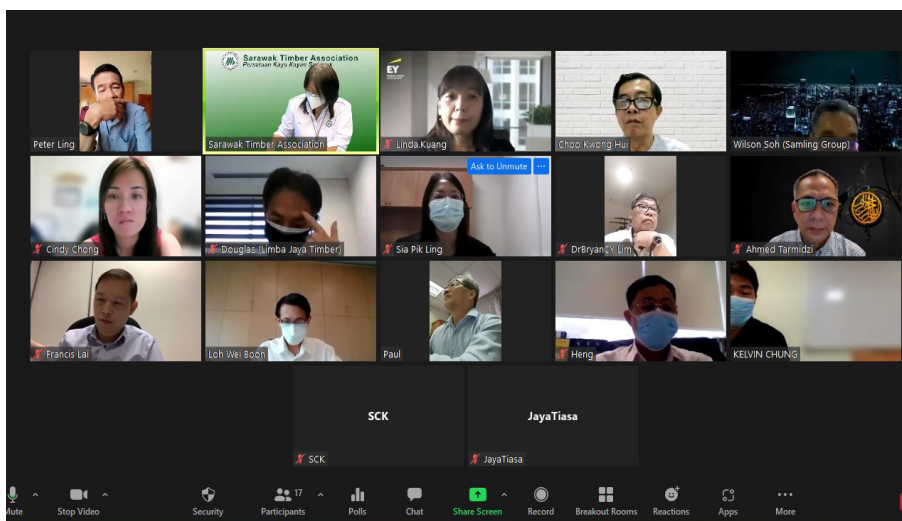 Sarawak Timber Association
Persatuan Kayu Kayan Sarawak
EY
Peter Ling
Sarawak Timber Association
Linda.Kuang
Choo Kwong Hui
Wilson Soh (Samling Group)
Ask to Unmute
Cindy Chong
Douglas (Limba Jaya Timber)
Sia Pik Ling
DrBryanCY Lim
Ahmed Tarmidzi
Francis Lai
Loh Wei Boon
Paul
Heng
KELVIN CHUNG
SCK
JayaTiasa
SCK
JayaTiasa
17
Mute
Stop Video
Security
Participants
Polls
Chat
Share Screen
Record
Breakout Rooms
Reactions
Apps
More